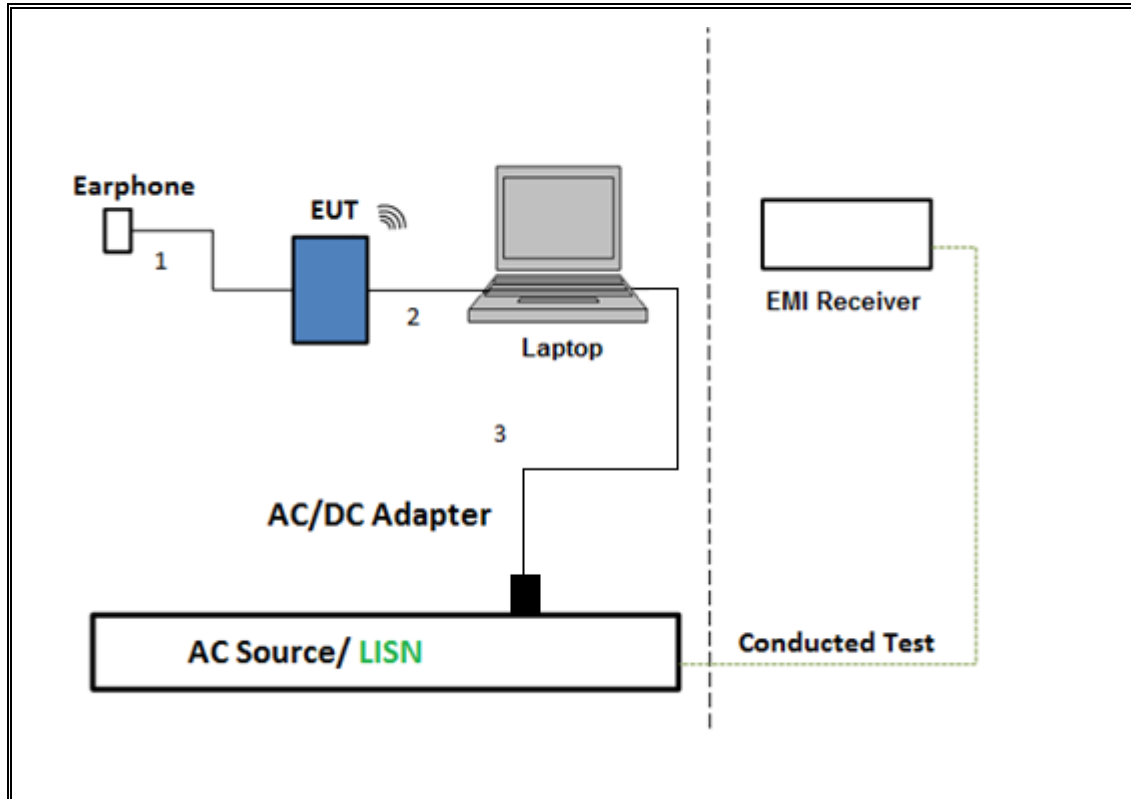 Earphone
1
EUT
2
Laptop
EMI Receiver
3
AC/DC Adapter
AC Source/ LISN
Conducted Test